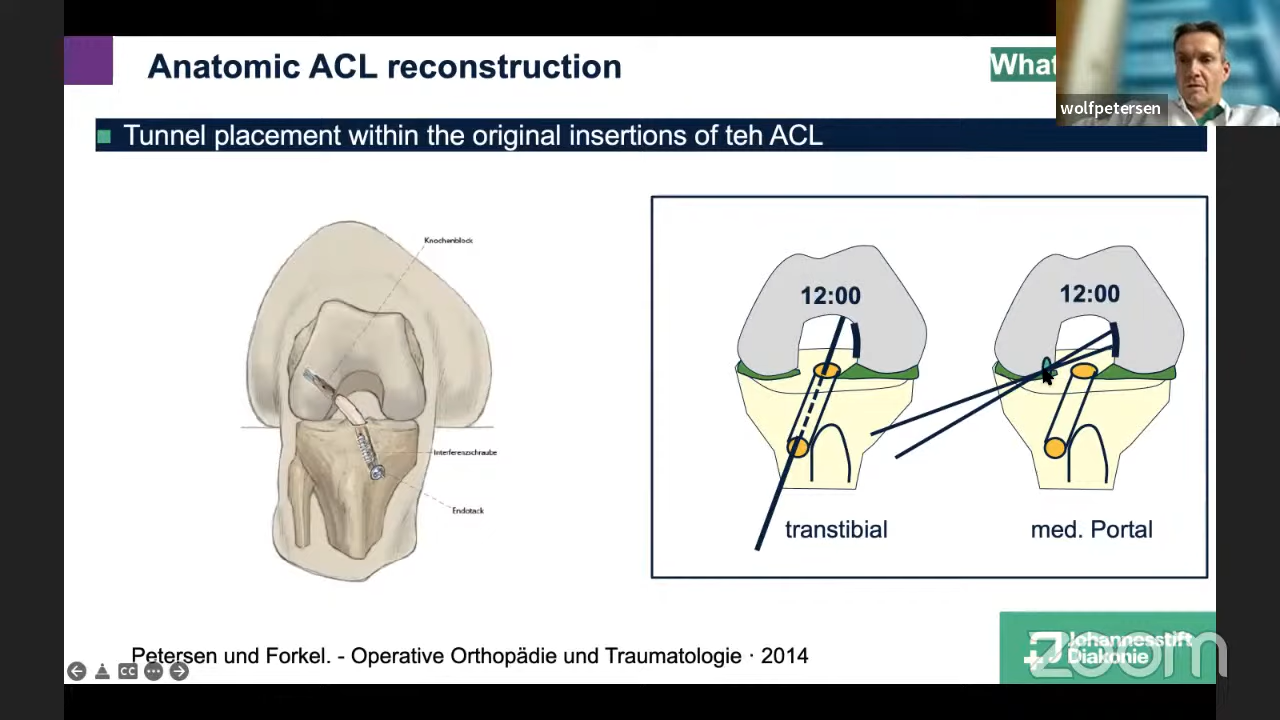 Anatomic ACL reconstruction
What
wolfpetersen
Tunnel placement within the original insertions of teh ACL
Knochenblock
Interferenzschraube
Endotack
12:00
12:00
transtibial
med. Portal
Petersen und Forkel. - Operative Orthopädie und Traumatologie · 2014
Johannesstift
Diakonie
zoom
CC